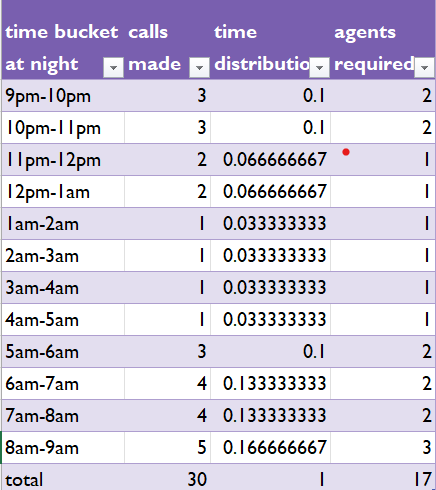 time bucket calls time agents
at night made distributio required
9pm-10pm 3 0.1 2
10pm-11pm 3 0.1 2
11pm-12pm 2 0.066666667 1
12pm-1am 2 0.066666667 1
1am-2am 1 0.033333333 1
2am-3am 1 0.033333333 1
3am-4am 1 0.033333333 1
4am-5am 1 0.033333333 1
5am-6am 3 0.1 2
6am-7am 4 0.133333333 2
7am-8am 4 0.133333333 2
8am-9am 5 0.166666667 3
total 30 1 17